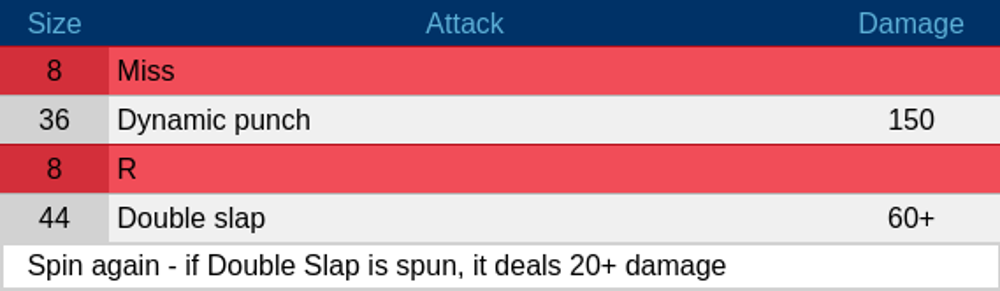 Size Attack Damage
8 Miss
36 Dynamic punch 150
8 R
44 Double slap 60+
Spin again - if Double Slap is spun, it deals 20+ damage